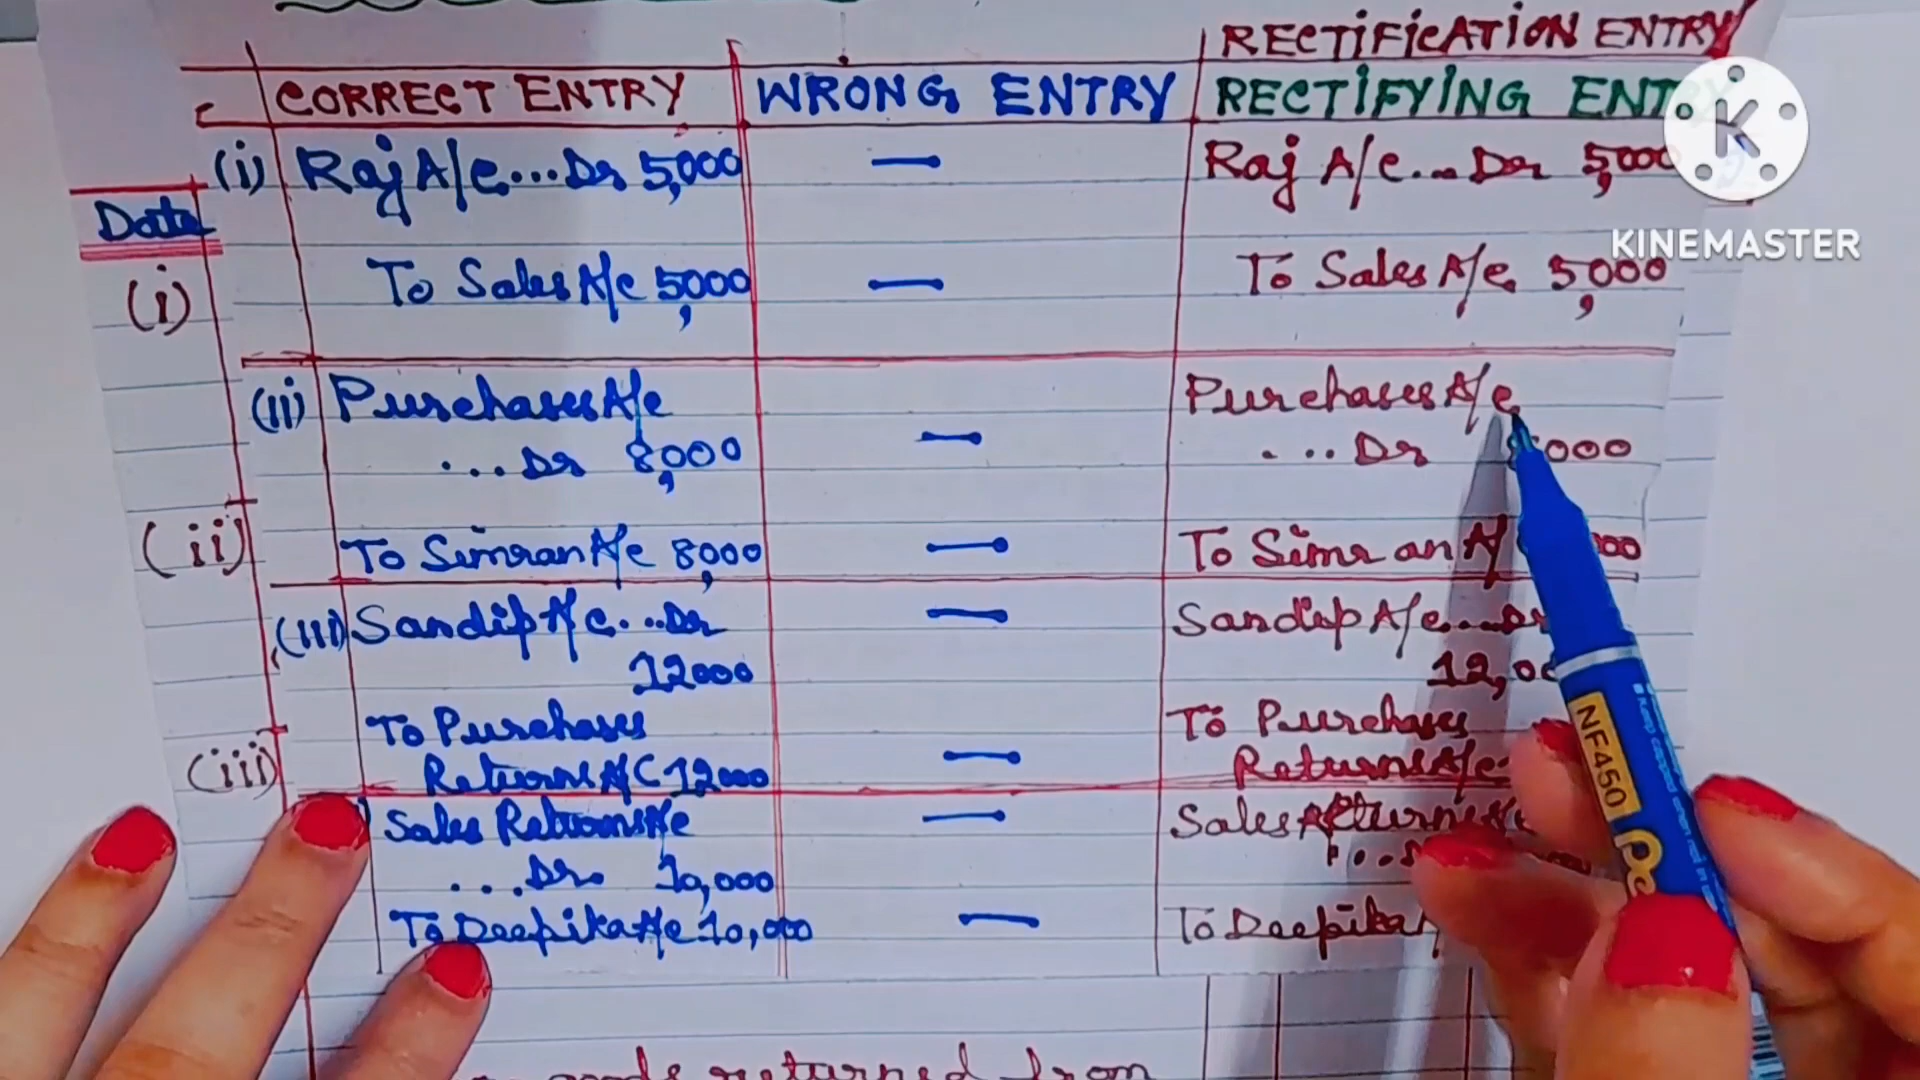 RECTIFICATION ENTRY
CORRECT ENTRY WRONG ENTRY RECTIFYING
(i) Raj A/c...Dr 5,000 — Raj A/c...Dr 5,000
Date
To Sales A/c 5,000 — To Sales A/c 5,000
(i)
(ii) Purchases A/c Purchases A/c
...Dr 8,000 — ...Dr
(ii) To Simran A/c 8,000 — To Simran
(iii) Sandip A/c...Dr — Sandip A/c...Dr
12000
To Purchases To Purchases
(iii) Returns A/C 12000 — Returns A/c
Sales Returns A/c — Sales Returns
...Dr. 10,000
To Deepika A/c 10,000 — To Deepika
goods returned from
K
KINEMASTER
NF450